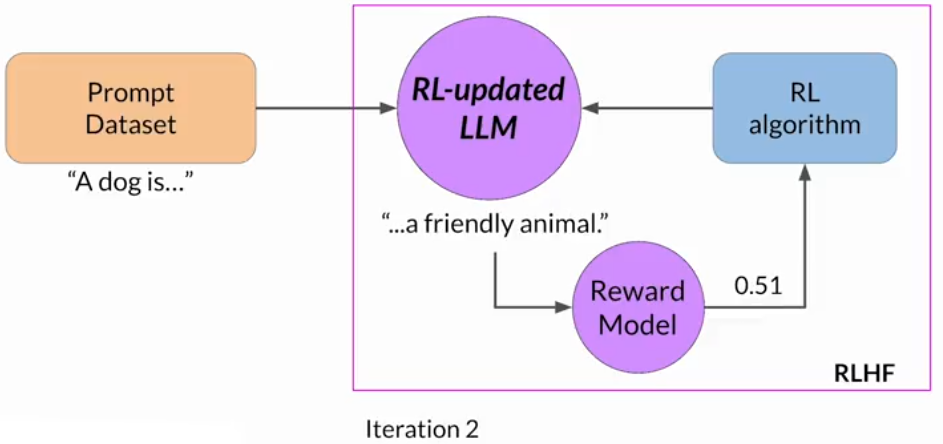 Prompt
Dataset
"A dog is..."
RL-updated
LLM
"...a friendly animal."
RL
algorithm
Reward
Model
0.51
RLHF
Iteration 2